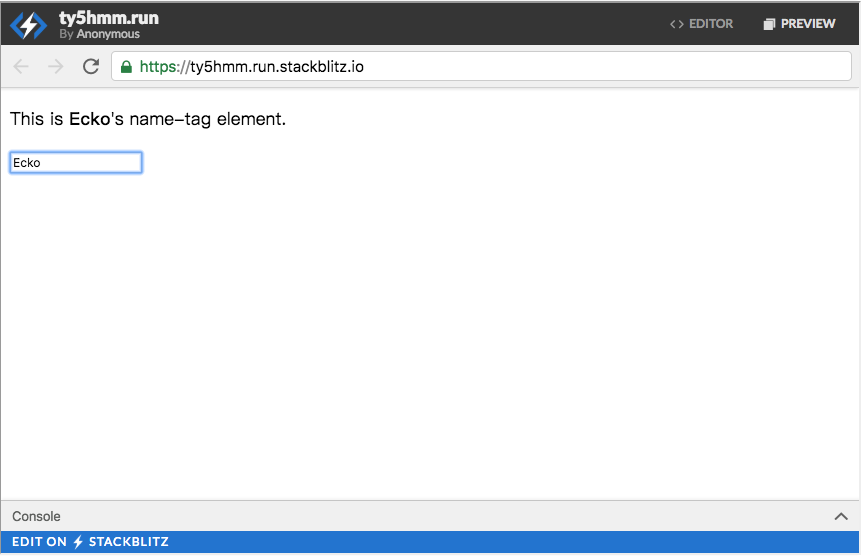 ty5hmm.run
By Anonymous
<> EDITOR
PREVIEW
https://ty5hmm.run.stackblitz.io
This is Ecko's name-tag element.
Ecko
Console
EDIT ON STACKBLITZ